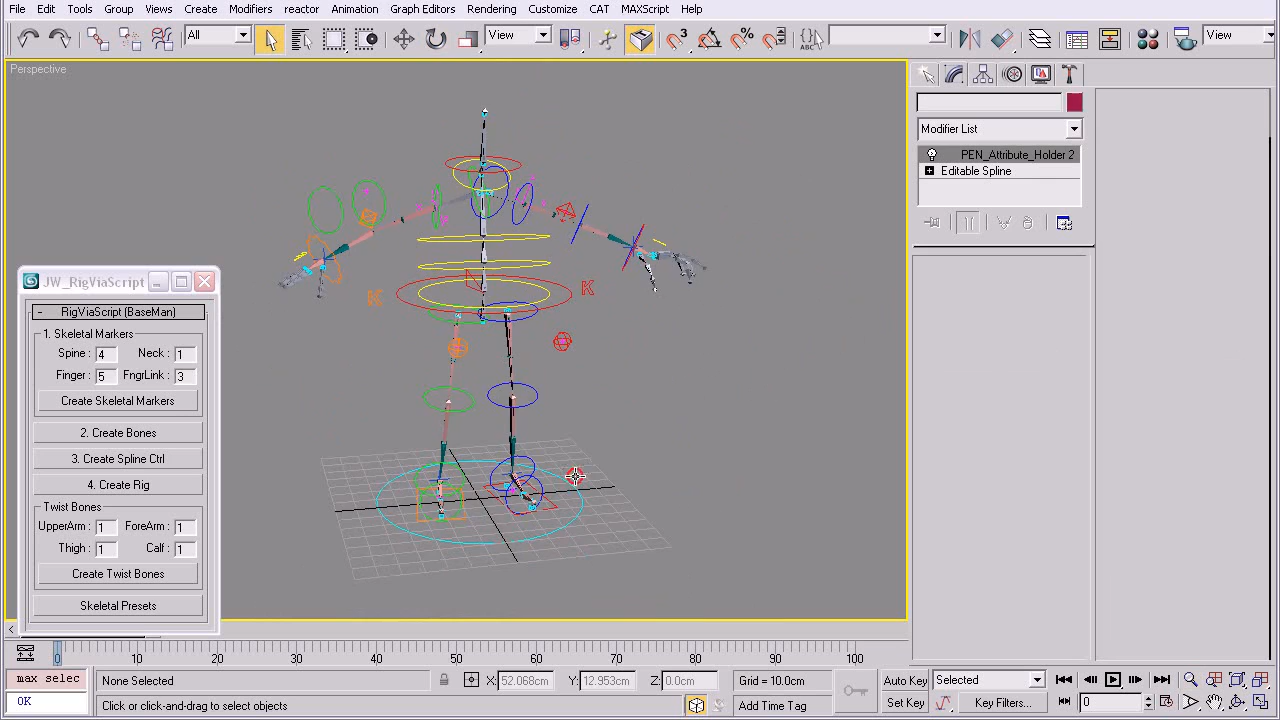 File Edit Tools Group Views Create Modifiers reactor Animation Graph Editors Rendering Customize CAT MAXScript Help
All View 3 % View
Perspective
Modifier List
PEN_Attribute_Holder 2
Editable Spline
K K
JW_RigViaScript
- RigViaScript (BaseMan)
1. Skeletal Markers
Spine : 4 Neck : 1
Finger : 5 FngrLink : 3
Create Skeletal Markers
2. Create Bones
3. Create Spline Ctrl
4. Create Rig
Twist Bones
UpperArm : 1 ForeArm : 1
Thigh : 1 Calf : 1
Create Twist Bones
Skeletal Presets
0 10 20 30 40 50 60 70 80 90 100
max selec None Selected X: 52.068cm Y: 12.953cm Z: 0.0cm Grid = 10.0cm Auto Key Selected
OK Click or click-and-drag to select objects Add Time Tag Set Key Key Filters... 0